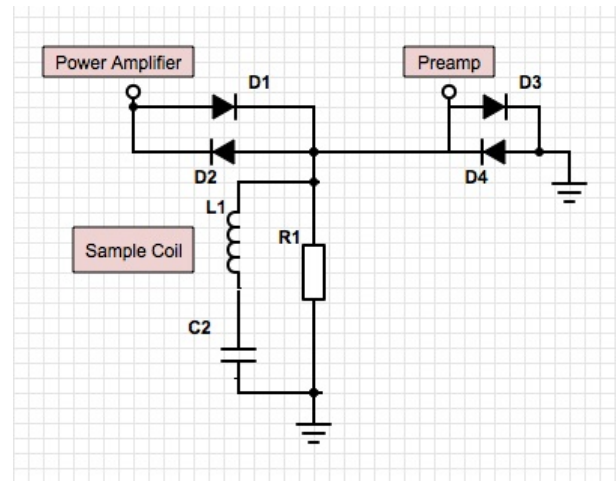 Power Amplifier
Preamp
D1
D3
D2
D4
L1
R1
Sample Coil
C2